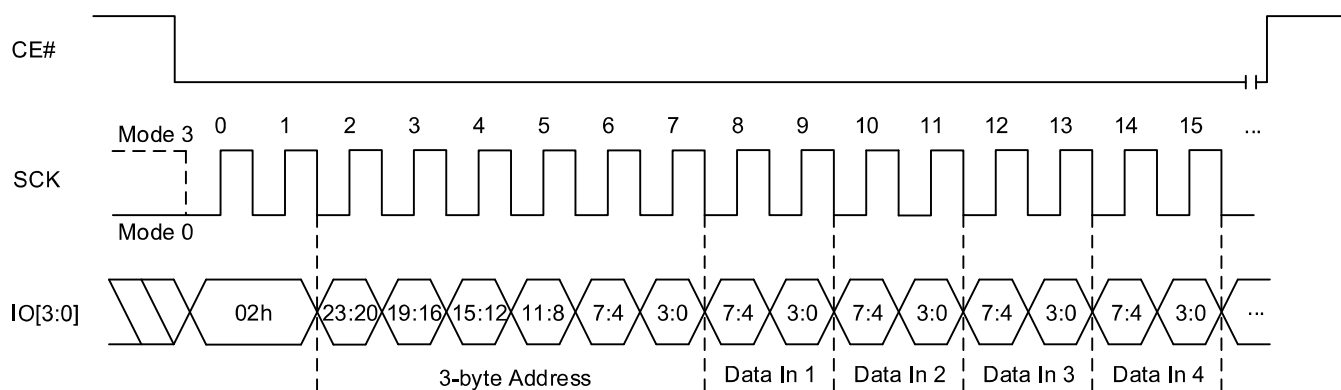 CE#
Mode 3 0 1 2 3 4 5 6 7 8 9 10 11 12 13 14 15 ...
SCK
Mode 0
IO[3:0] 02h 23:20 19:16 15:12 11:8 7:4 3:0 7:4 3:0 7:4 3:0 7:4 3:0 7:4 3:0 ...
3-byte Address Data In 1 Data In 2 Data In 3 Data In 4